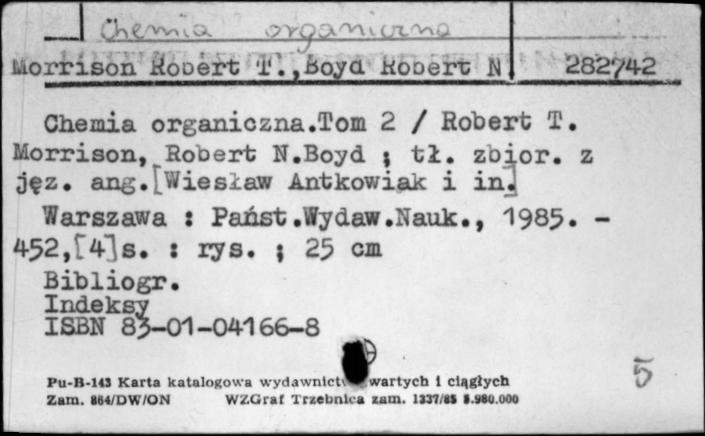 Chemia organiczna
Morrison Robert T., Boyd Robert N 282742
Chemia organiczna.Tom 2 / Robert T.
Morrison, Robert N.Boyd ; tł. zbior. z
jęz. ang.[Wiesław Antkowiak i in.]
Warszawa : Państ.Wydaw.Nauk., 1985. -
452,[4]s. : rys. ; 25 cm
Bibliogr.
Indeksy
ISBN 83-01-04166-8
5
Pu-B-143 Karta katalogowa wydawnict wartych i ciągłych
Zam. 864/DW/ON WZGraf Trzebnica zam. 1337/85 5.980.000